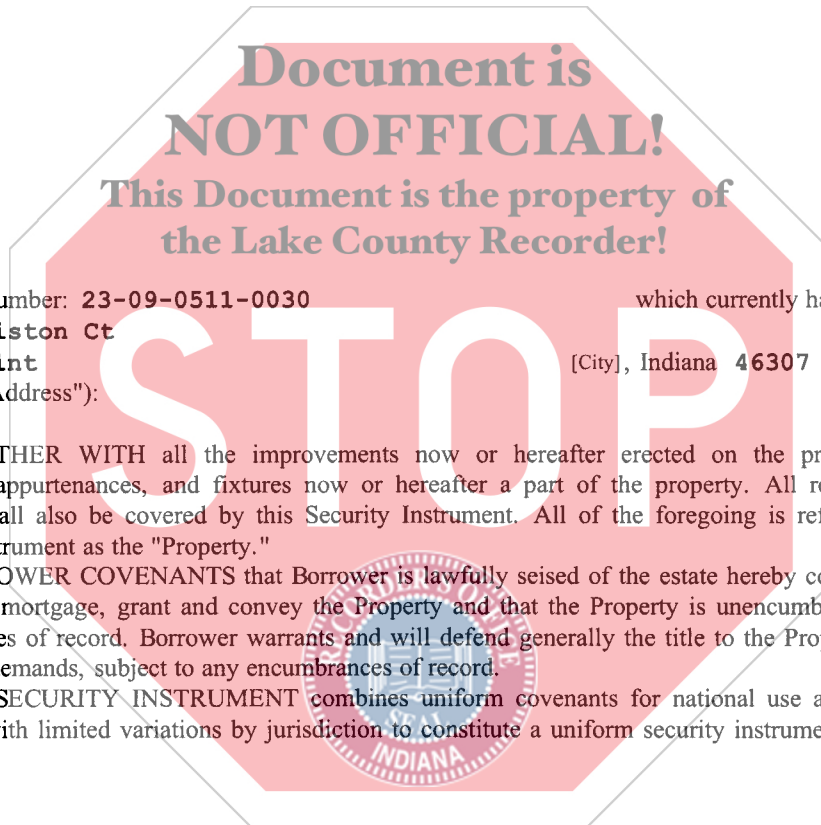 Document is
NOT OFFICIAL!
This Document is the property of
the Lake County Recorder!
umber: 23-09-0511-0030 which currently ha
iston Ct
int [City], Indiana 46307
Address"):
STOP
THER WITH all the improvements now or hereafter erected on the pr
appurtenances, and fixtures now or hereafter a part of the property. All re
all also be covered by this Security Instrument. All of the foregoing is ref
trument as the "Property."
OWER COVENANTS that Borrower is lawfully seised of the estate hereby co
mortgage, grant and convey the Property and that the Property is unencumb
es of record. Borrower warrants and will defend generally the title to the Prop
emands, subject to any encumbrances of record.
SECURITY INSTRUMENT combines uniform covenants for national use a
ith limited variations by jurisdiction to constitute a uniform security instrume
RECORDER'S OFFICE
SEAL
INDIANA